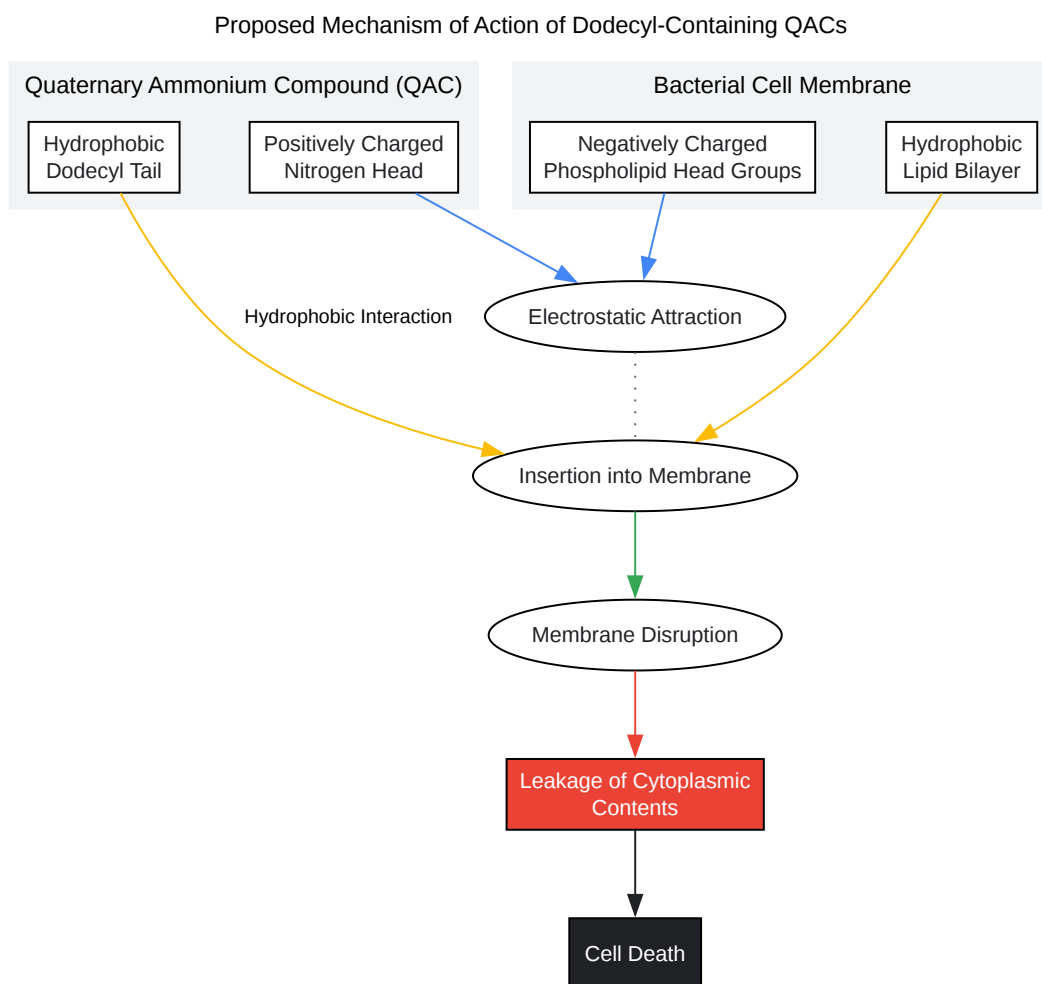 Proposed Mechanism of Action of Dodecyl-Containing QACs
Quaternary Ammonium Compound (QAC)
Bacterial Cell Membrane
Hydrophobic
Dodecyl Tail
Positively Charged
Nitrogen Head
Negatively Charged
Phospholipid Head Groups
Hydrophobic
Lipid Bilayer
Hydrophobic Interaction
Electrostatic Attraction
Insertion into Membrane
Membrane Disruption
Leakage of Cytoplasmic
Contents
Cell Death